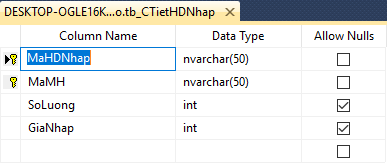 DESKTOP-OGLE16K...o.tb_CTietHDNhap
Column Name Data Type Allow Nulls
MaHDNhap nvarchar(50)
MaMH nvarchar(50)
SoLuong int
GiaNhap int